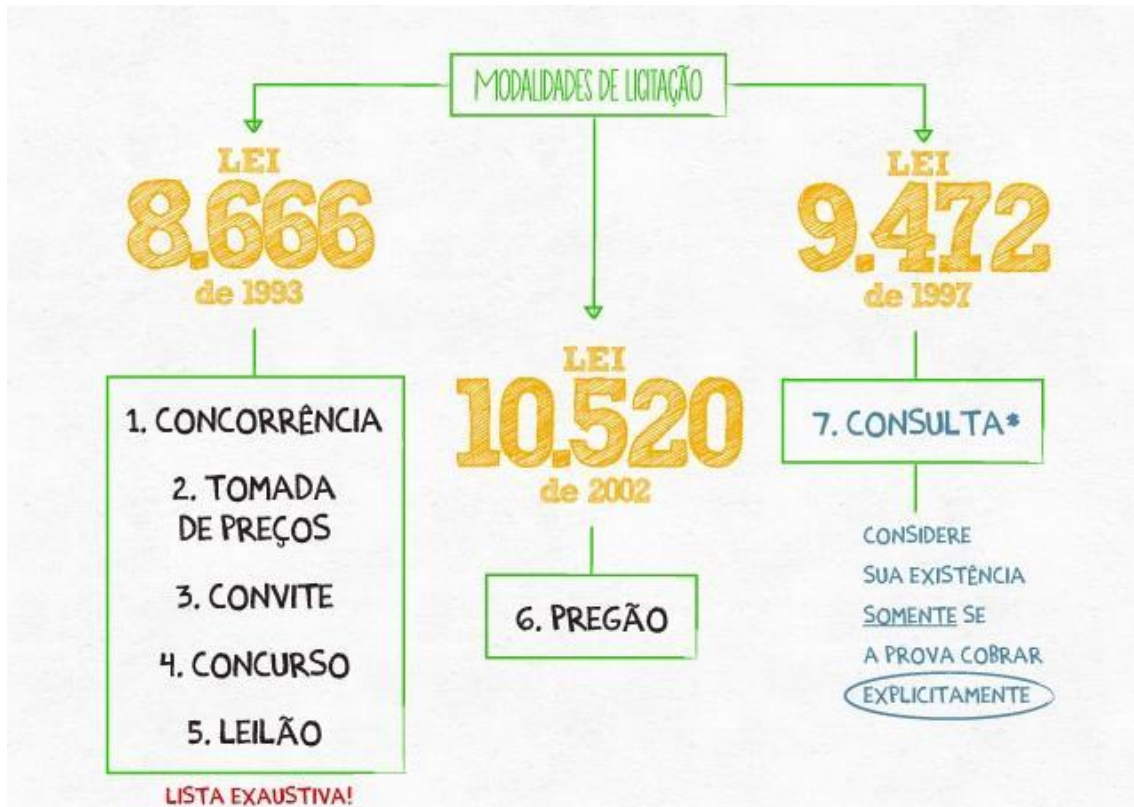 MODALIDADES DE LICITAÇÃO
LEI
8.666
de 1993
1. CONCORRÊNCIA
2. TOMADA
DE PREÇOS
3. CONVITE
4. CONCURSO
5. LEILÃO
LISTA EXAUSTIVA!
LEI
10.520
de 2002
6. PREGÃO
LEI
9.472
de 1997
7. CONSULTA*
CONSIDERE
SUA EXISTÊNCIA
SOMENTE SE
A PROVA COBRAR
EXPLICITAMENTE